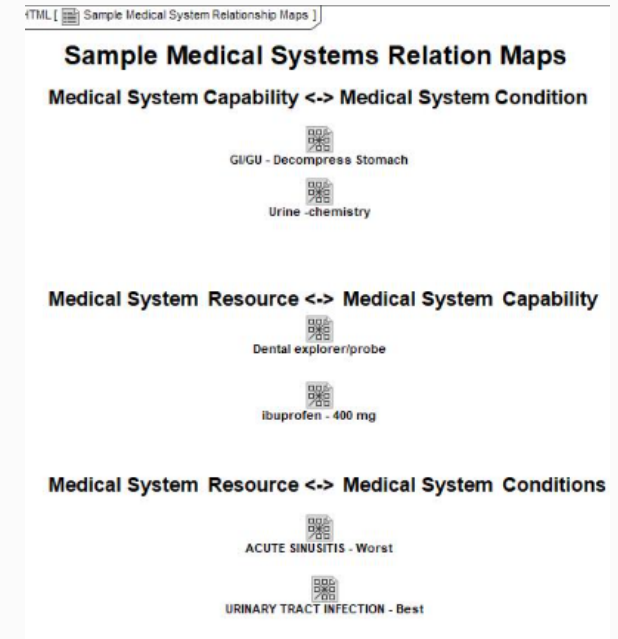 HTML [ Sample Medical System Relationship Maps ]
Sample Medical Systems Relation Maps
Medical System Capability <-> Medical System Condition
GI/GU - Decompress Stomach
Urine -chemistry
Medical System Resource <-> Medical System Capability
Dental explorer/probe
ibuprofen - 400 mg
Medical System Resource <-> Medical System Conditions
ACUTE SINUSITIS - Worst
URINARY TRACT INFECTION - Best